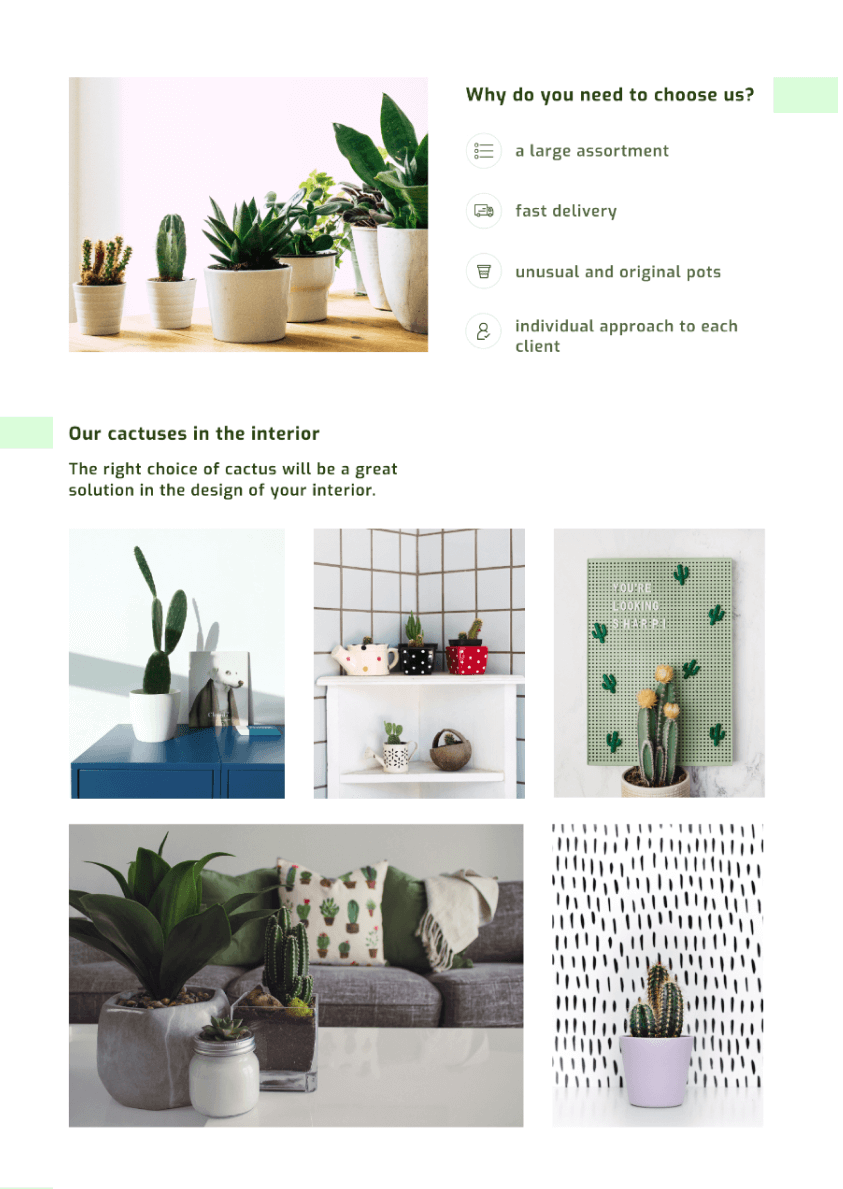 Why do you need to choose us?
a large assortment
fast delivery
unusual and original pots
individual approach to each
client
Our cactuses in the interior
The right choice of cactus will be a great
solution in the design of your interior.
YOU'RE
LOOKING
S.H.A.R.P.!